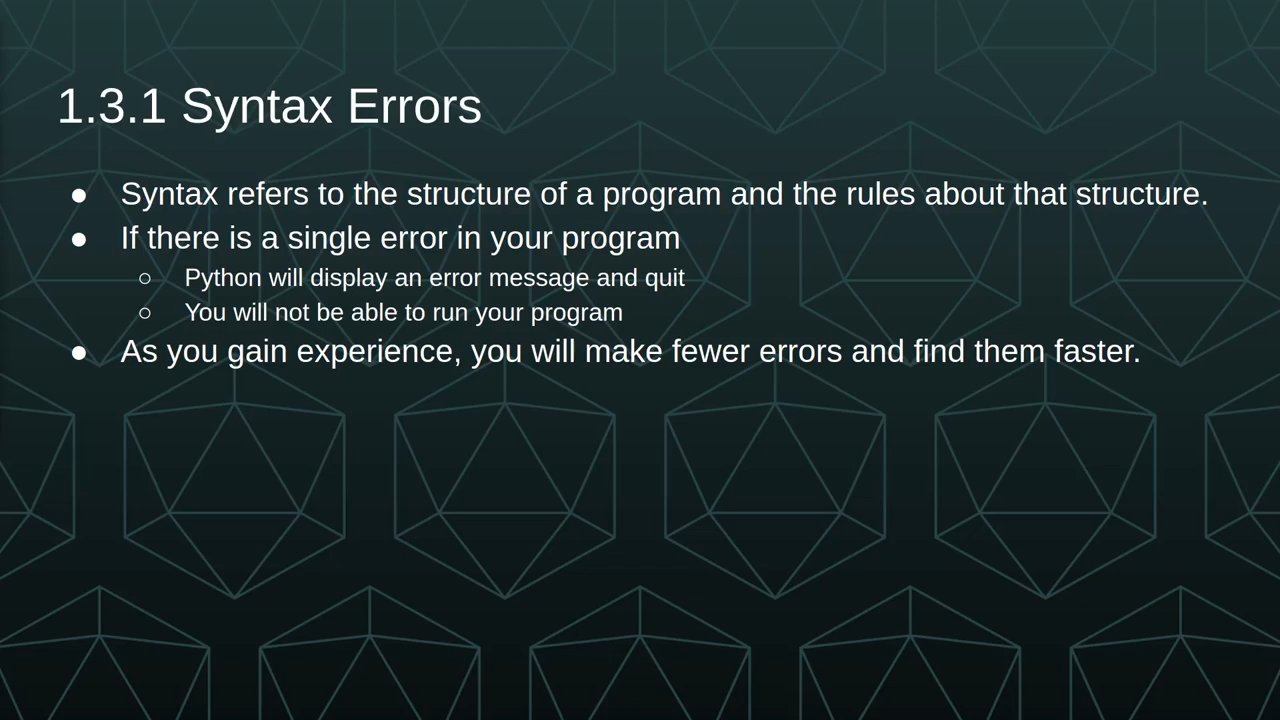 1.3.1 Syntax Errors
● Syntax refers to the structure of a program and the rules about that structure.
● If there is a single error in your program
○ Python will display an error message and quit
○ You will not be able to run your program
● As you gain experience, you will make fewer errors and find them faster.